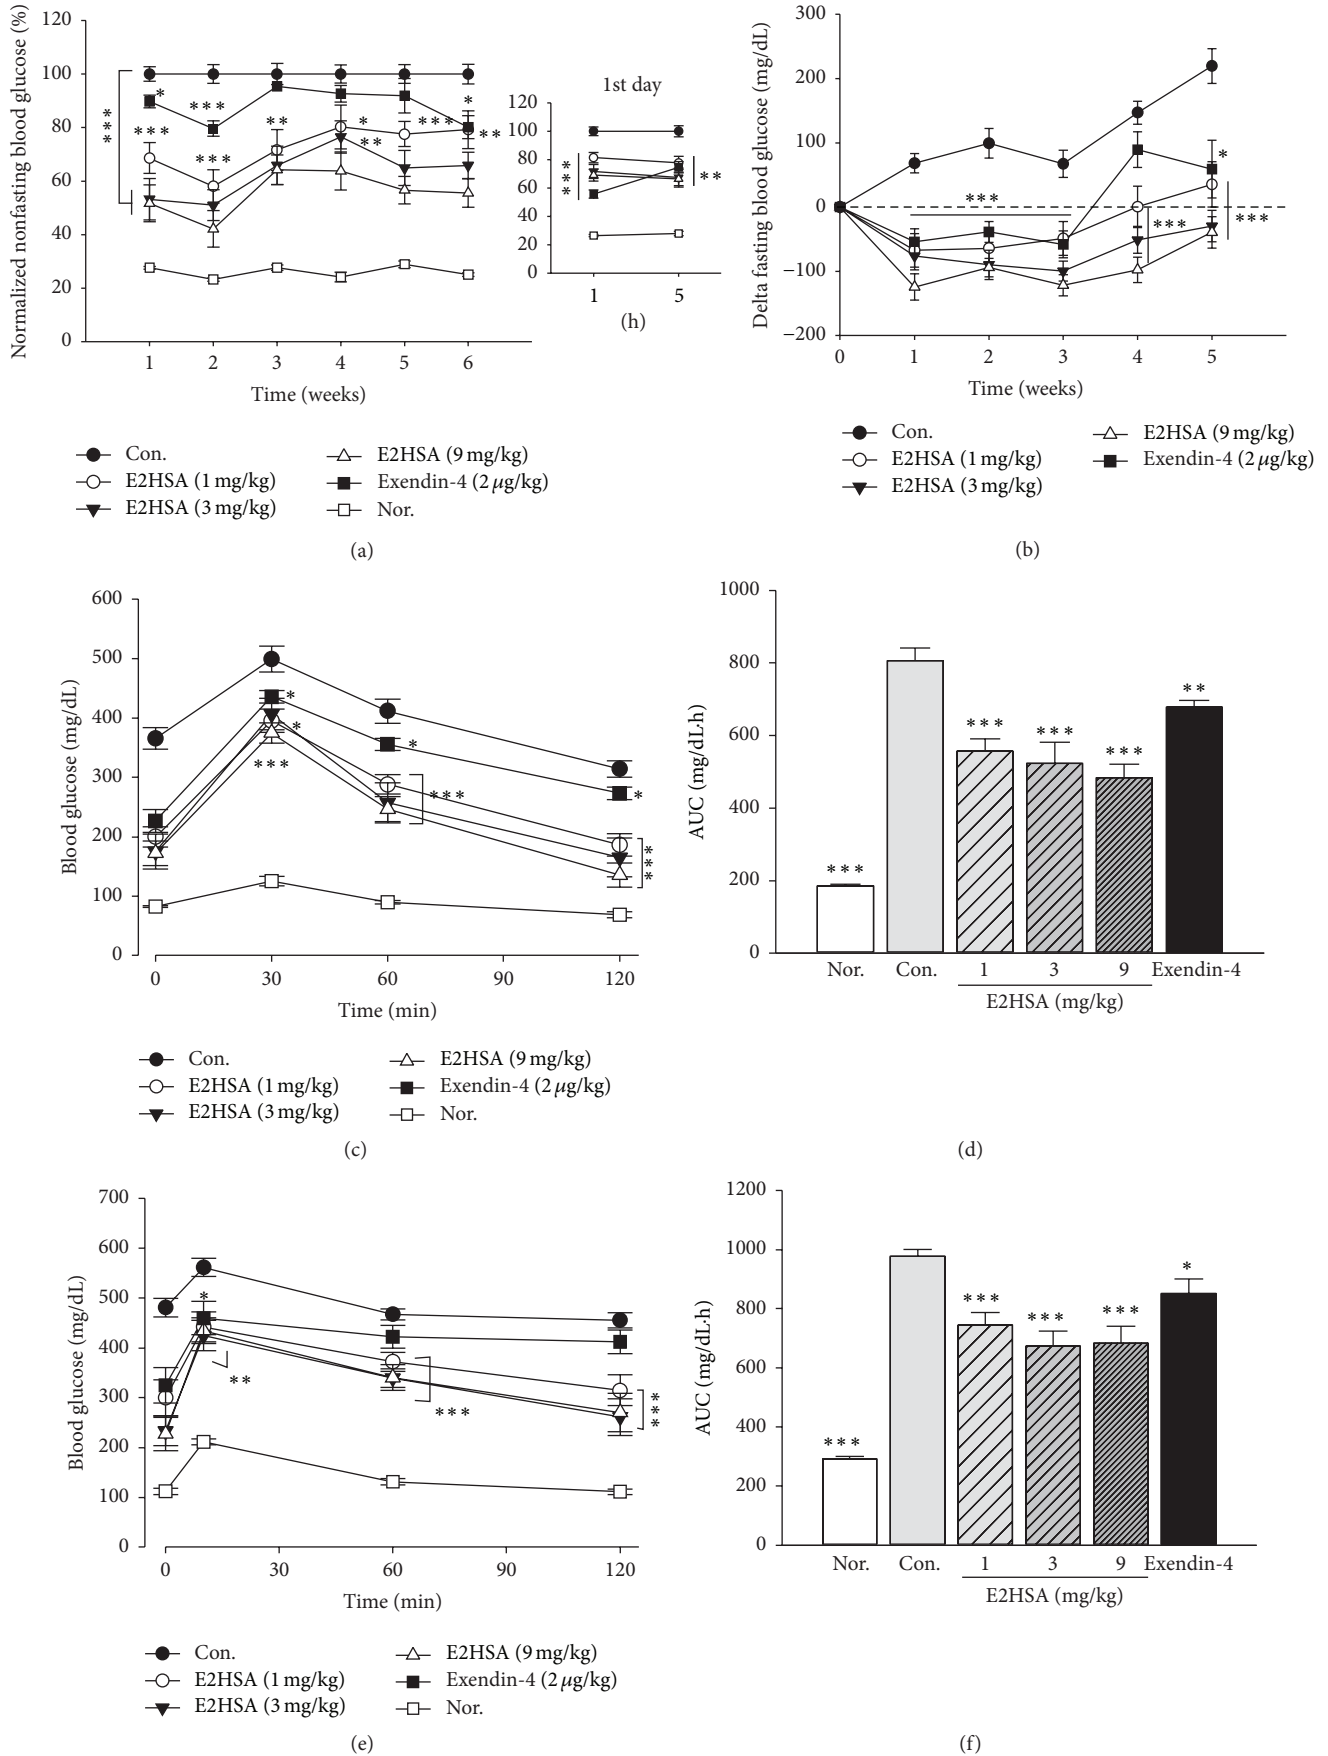 Normalized nonfasting blood glucose (%)
120
100
80
60
40
20
0
1 2 3 4 5 6
Time (weeks)
***
*
***
***
***
**
*
**
***
*
**
1st day
120
100
80
60
40
20
0
***
**
1 5
(h)
Con.
E2HSA (1 mg/kg)
E2HSA (3 mg/kg)
E2HSA (9 mg/kg)
Exendin-4 (2 μg/kg)
Nor.
(a)
Delta fasting blood glucose (mg/dL)
300
200
100
0
−100
−200
0 1 2 3 4 5
Time (weeks)
***
***
*
***
Con.
E2HSA (1 mg/kg)
E2HSA (3 mg/kg)
E2HSA (9 mg/kg)
Exendin-4 (2 μg/kg)
(b)
Blood glucose (mg/dL)
600
500
400
300
200
100
0
0 30 60 90 120
Time (min)
*
*
***
*
***
*
***
Con.
E2HSA (1 mg/kg)
E2HSA (3 mg/kg)
E2HSA (9 mg/kg)
Exendin-4 (2 μg/kg)
Nor.
(c)
AUC (mg/dL·h)
1000
800
600
400
200
0
***
***
***
***
**
Nor. Con. 1 3 9 Exendin-4
E2HSA (mg/kg)
(d)
Blood glucose (mg/dL)
700
600
500
400
300
200
100
0
0 30 60 90 120
Time (min)
*
**
***
***
Con.
E2HSA (1 mg/kg)
E2HSA (3 mg/kg)
E2HSA (9 mg/kg)
Exendin-4 (2 μg/kg)
Nor.
(e)
AUC (mg/dL·h)
1200
1000
800
600
400
200
0
***
***
***
***
*
Nor. Con. 1 3 9 Exendin-4
E2HSA (mg/kg)
(f)